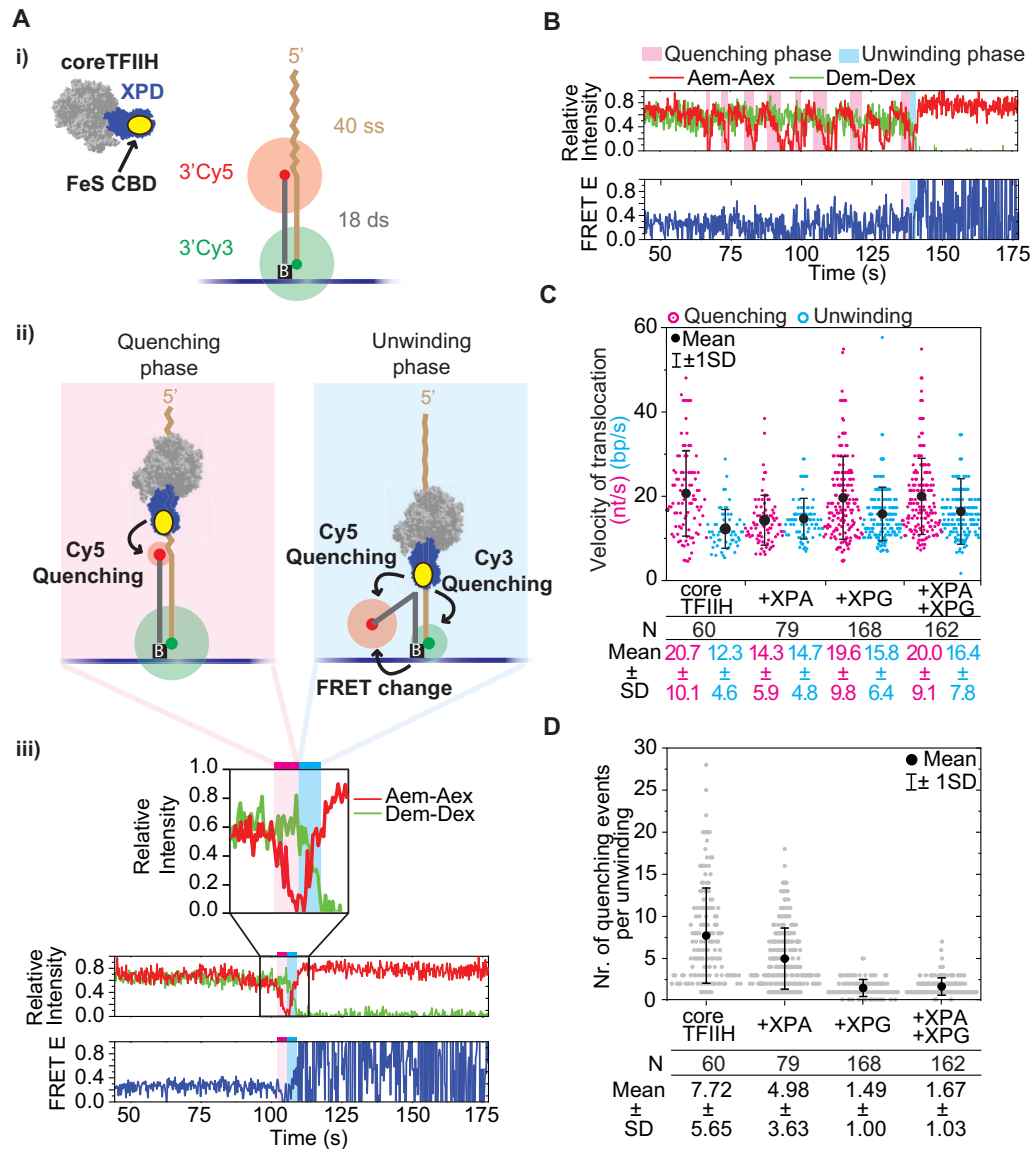 A
i)
coreTFIIH
XPD
FeS CBD
5'
40 ss
3'Cy5
18 ds
3'Cy3
B
ii)
Quenching
phase
Unwinding
phase
5'
5'
Cy5
Quenching
Cy5
Quenching
Cy3
Quenching
B
B
FRET change
iii)
Relative
Intensity
1.0
0.8
0.6
0.4
0.2
0.0
Aem-Aex
Dem-Dex
Relative
Intensity
0.8
0.4
0.0
FRET E
0.8
0.4
0.0
50 75 100 125 150 175
Time (s)
B
Quenching phase Unwinding phase
Aem-Aex Dem-Dex
Relative
Intensity
0.8
0.4
0.0
FRET E
0.8
0.4
0.0
50 75 100 125 150 175
Time (s)
C
Quenching Unwinding
Mean
±1SD
Velocity of translocation
(nt/s) (bp/s)
60
40
20
0
core
TFIIH
+XPA
+XPG
+XPA
+XPG
N 60 79 168 162
Mean 20.7 12.3 14.3 14.7 19.6 15.8 20.0 16.4
± ± ± ± ± ± ± ± ±
SD 10.1 4.6 5.9 4.8 9.8 6.4 9.1 7.8
D
Mean
± 1SD
Nr. of quenching events
per unwinding
30
25
20
15
10
5
0
core
TFIIH
+XPA
+XPG
+XPA
+XPG
N 60 79 168 162
Mean 7.72 4.98 1.49 1.67
± ± ± ± ±
SD 5.65 3.63 1.00 1.03